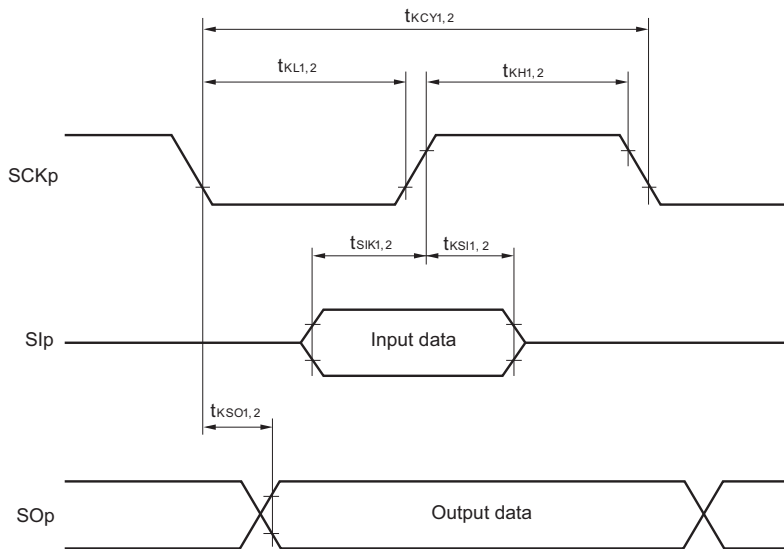 tKCY1, 2
tKL1, 2
tKH1, 2
SCKp
tSIK1, 2
tKSI1, 2
SIp
Input data
tKSO1, 2
SOp
Output data